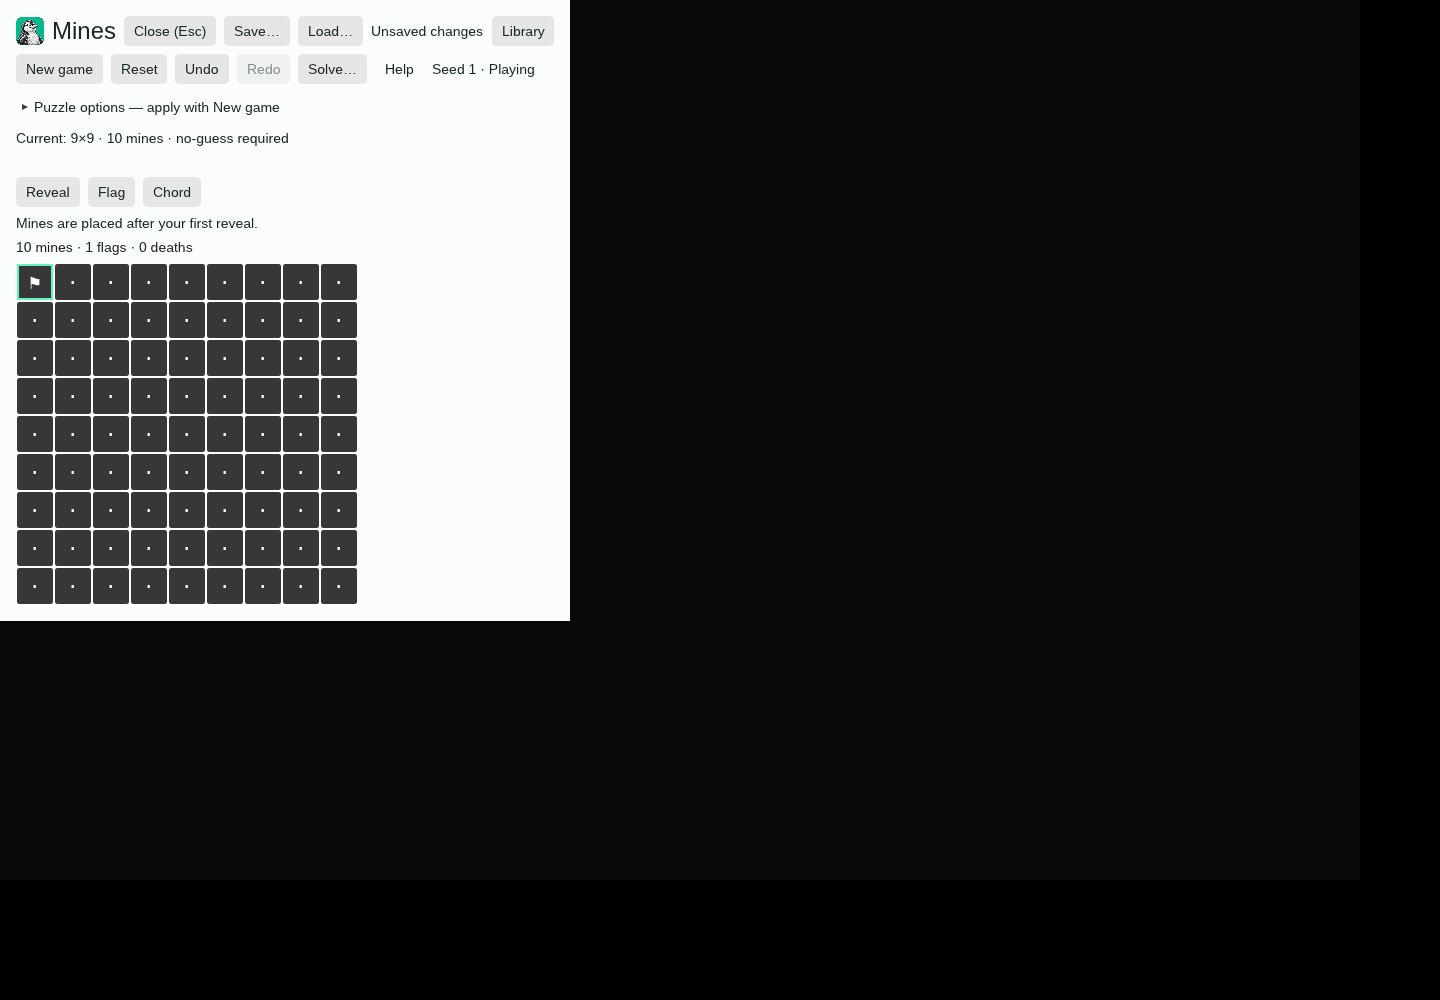 Mines Close (Esc) Save… Load… Unsaved changes Library
New game Reset Undo Redo Solve… Help Seed 1 · Playing
▸ Puzzle options — apply with New game
Current: 9×9 · 10 mines · no-guess required
Reveal Flag Chord
Mines are placed after your first reveal.
10 mines · 1 flags · 0 deaths
⚑ · · · · · · · ·
· · · · · · · · ·
· · · · · · · · ·
· · · · · · · · ·
· · · · · · · · ·
· · · · · · · · ·
· · · · · · · · ·
· · · · · · · · ·
· · · · · · · · ·